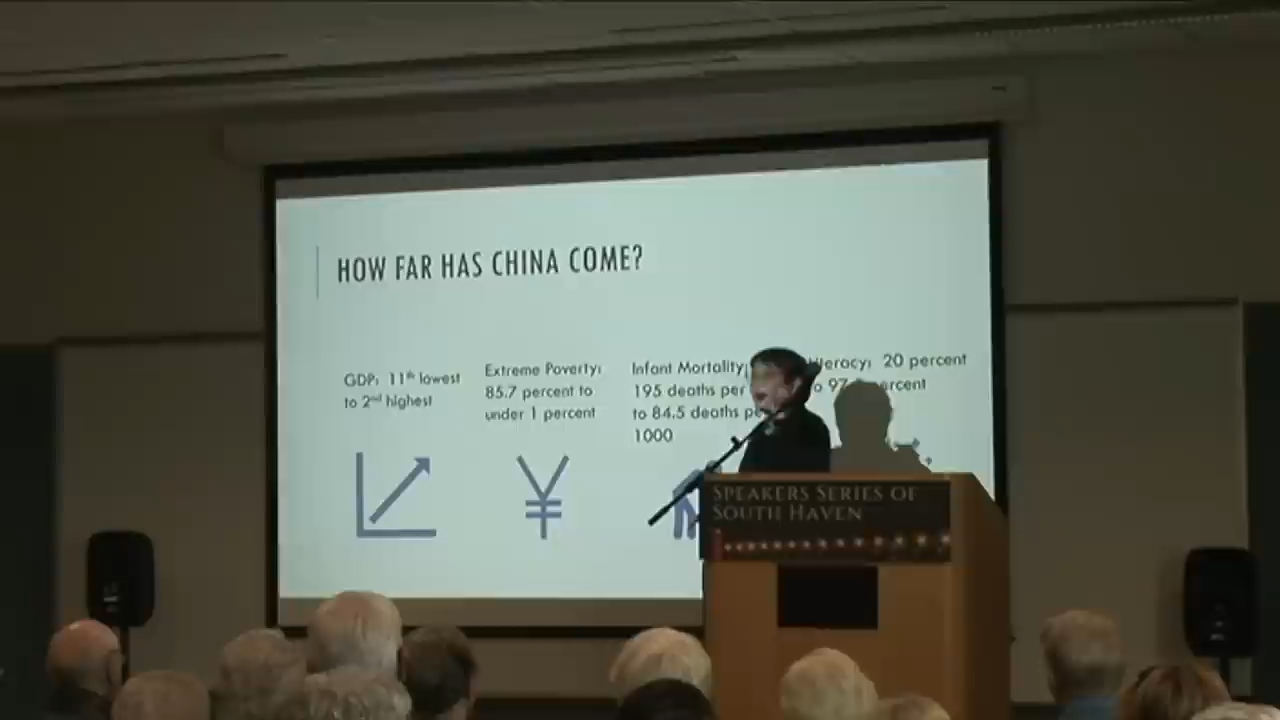 HOW FAR HAS CHINA COME?
GDP: 11th lowest
to 2nd highest
Extreme Poverty:
85.7 percent to
under 1 percent
Infant Mortality:
195 deaths per
to 84.5 deaths
1000
20 percent
SPEAKERS SERIES OF
SOUTH HAVEN